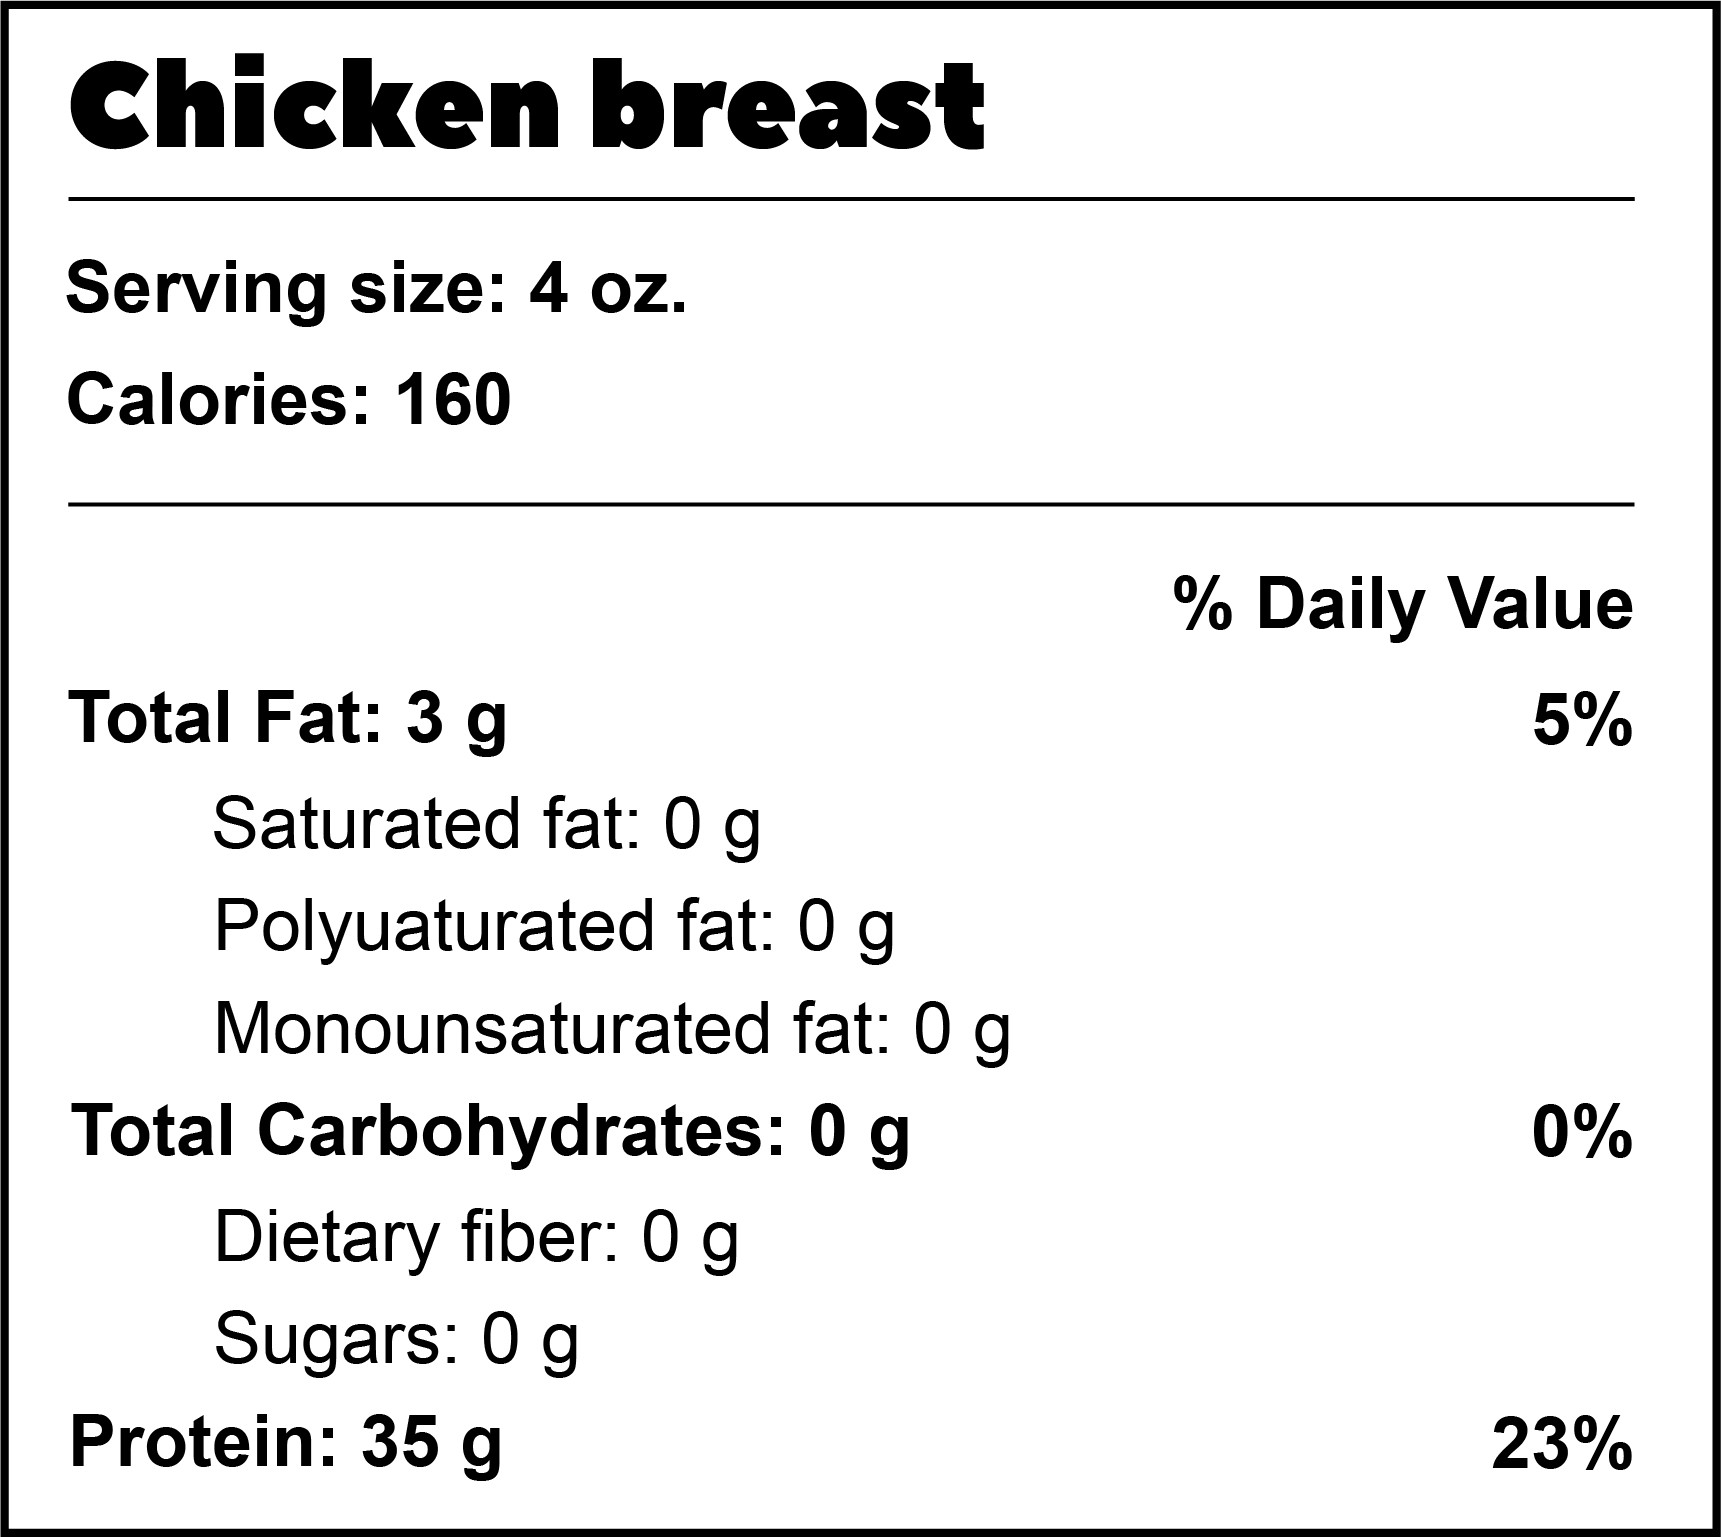 Chicken breast
Serving size: 4 oz.
Calories: 160
% Daily Value
Total Fat: 3 g 5%
Saturated fat: 0 g
Polyuaturated fat: 0 g
Monounsaturated fat: 0 g
Total Carbohydrates: 0 g 0%
Dietary fiber: 0 g
Sugars: 0 g
Protein: 35 g 23%